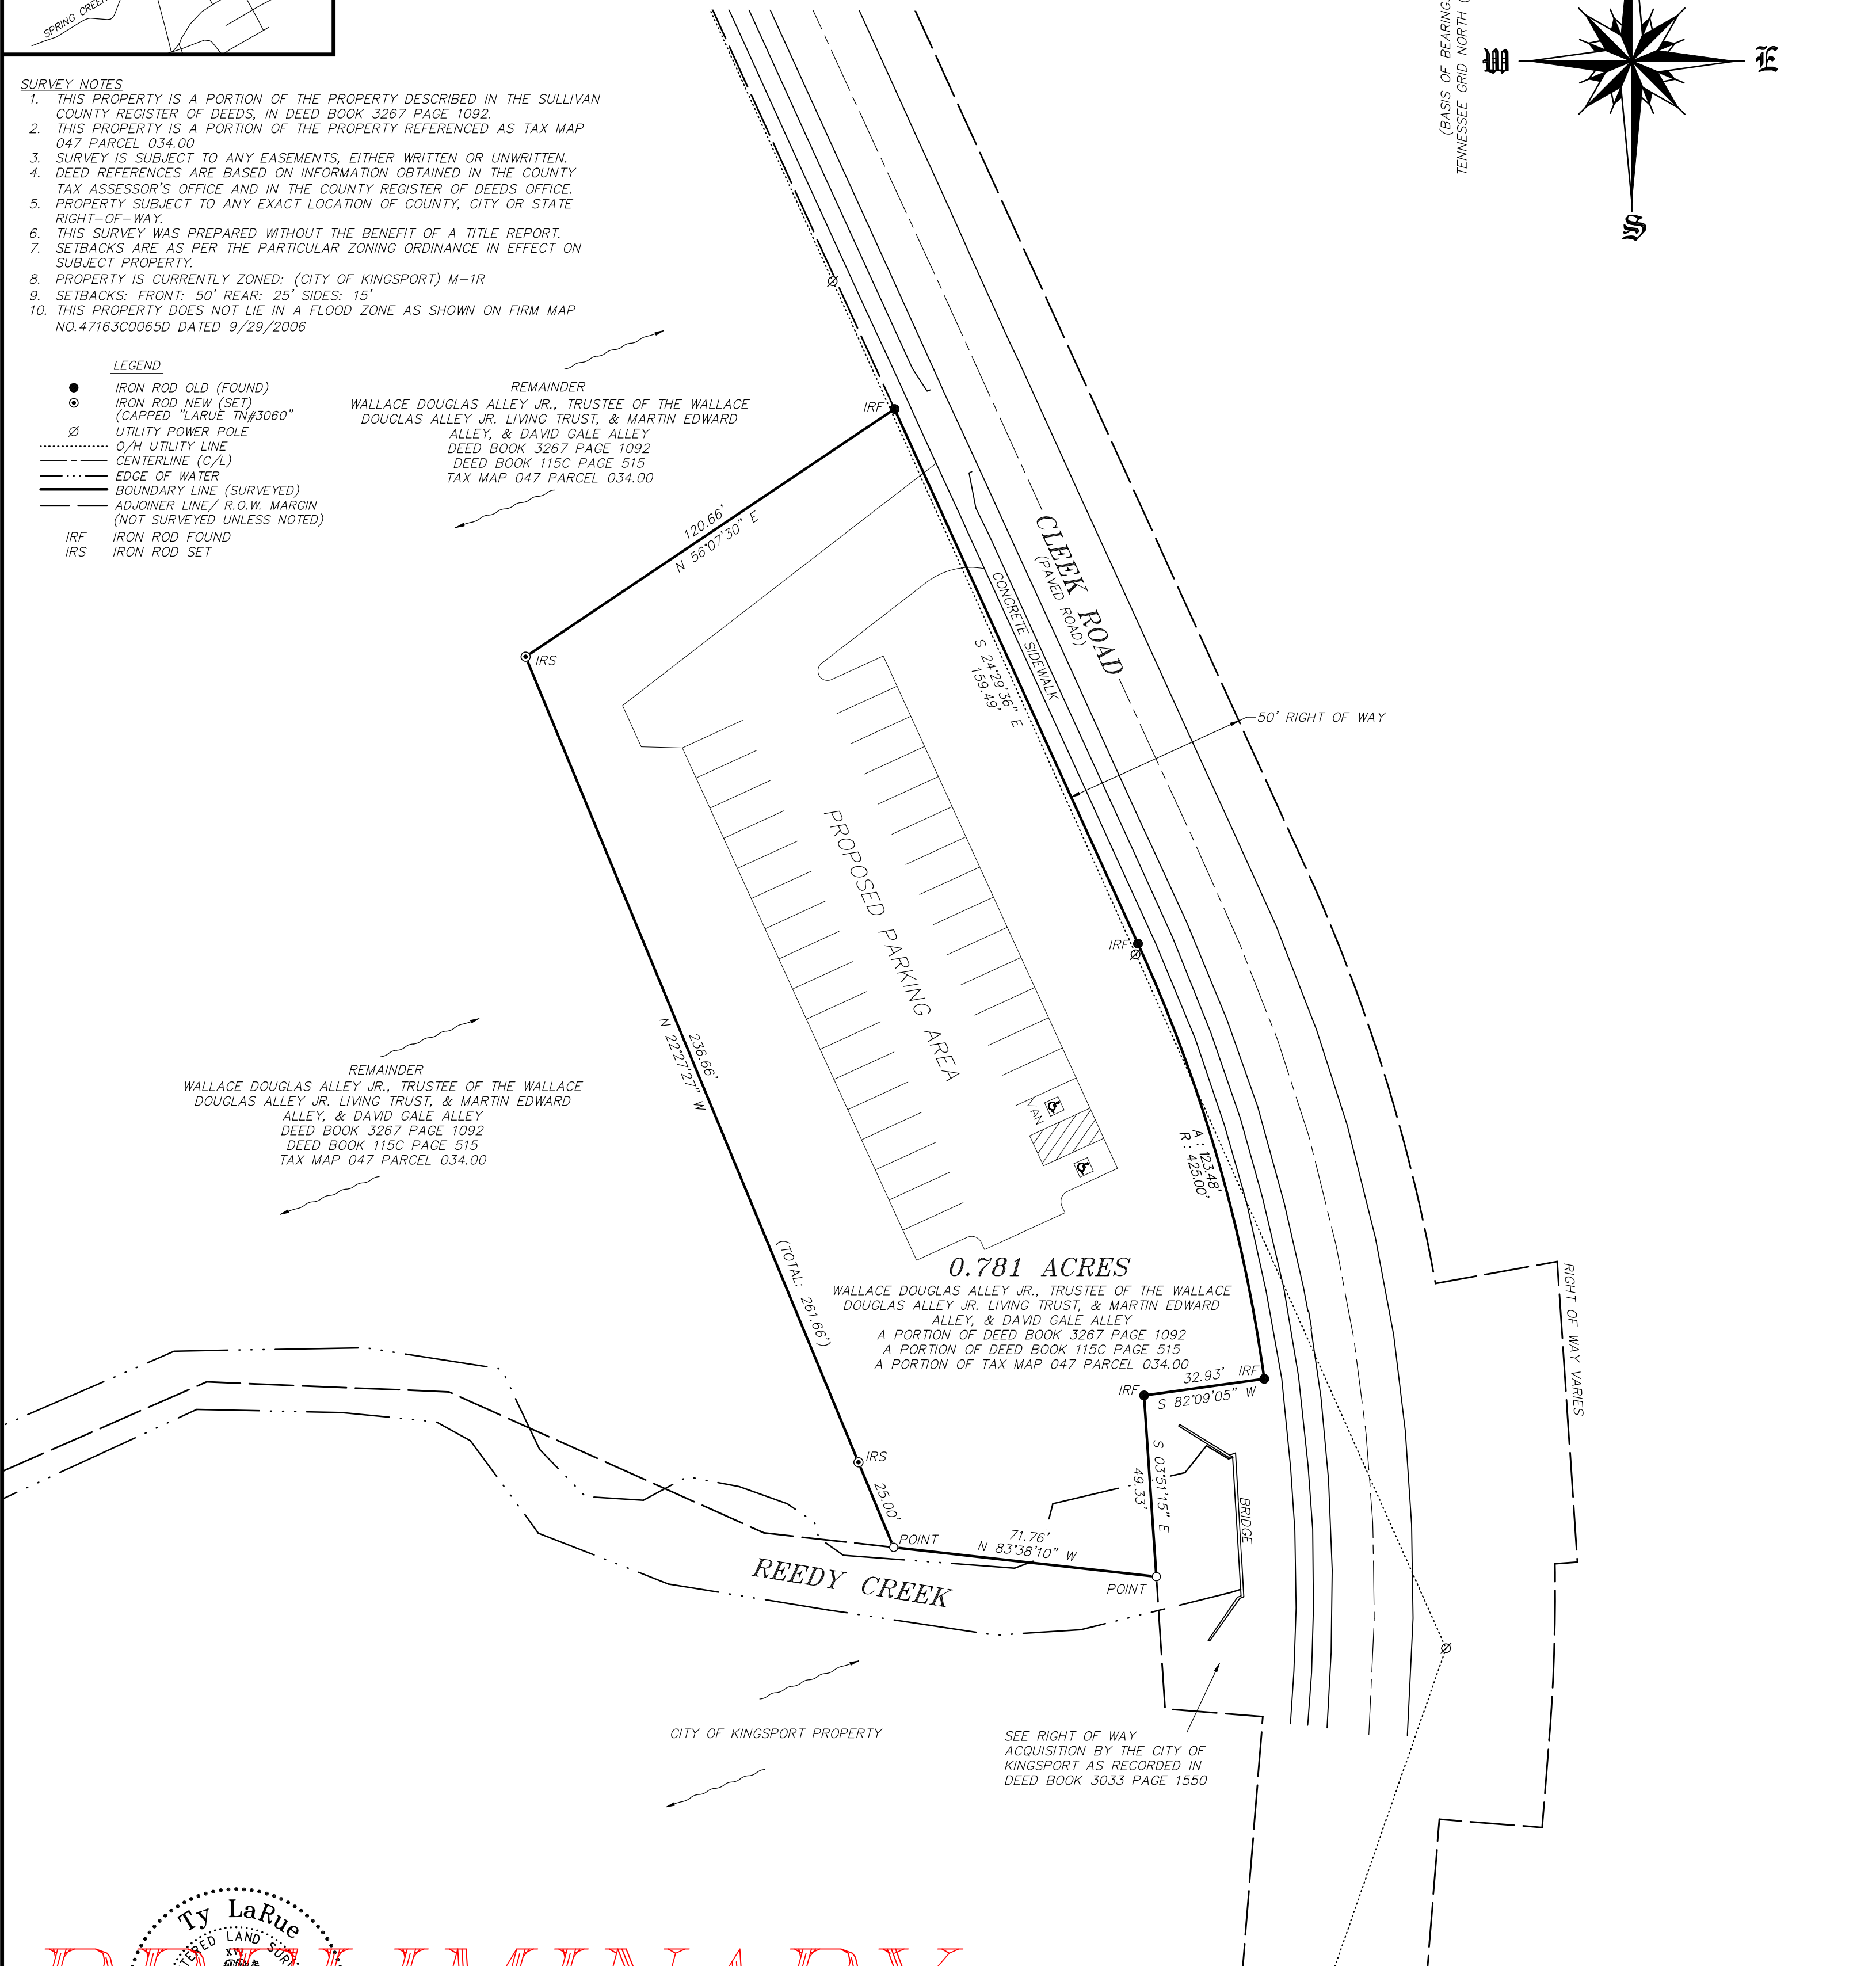 SPRING CREEK
(BASIS OF BEARINGS
TENNESSEE GRID NORTH (
W
E
S
SURVEY NOTES
1. THIS PROPERTY IS A PORTION OF THE PROPERTY DESCRIBED IN THE SULLIVAN
COUNTY REGISTER OF DEEDS, IN DEED BOOK 3267 PAGE 1092.
2. THIS PROPERTY IS A PORTION OF THE PROPERTY REFERENCED AS TAX MAP
047 PARCEL 034.00
3. SURVEY IS SUBJECT TO ANY EASEMENTS, EITHER WRITTEN OR UNWRITTEN.
4. DEED REFERENCES ARE BASED ON INFORMATION OBTAINED IN THE COUNTY
TAX ASSESSOR'S OFFICE AND IN THE COUNTY REGISTER OF DEEDS OFFICE.
5. PROPERTY SUBJECT TO ANY EXACT LOCATION OF COUNTY, CITY OR STATE
RIGHT-OF-WAY.
6. THIS SURVEY WAS PREPARED WITHOUT THE BENEFIT OF A TITLE REPORT.
7. SETBACKS ARE AS PER THE PARTICULAR ZONING ORDINANCE IN EFFECT ON
SUBJECT PROPERTY.
8. PROPERTY IS CURRENTLY ZONED: (CITY OF KINGSPORT) M-1R
9. SETBACKS: FRONT: 50' REAR: 25' SIDES: 15'
10. THIS PROPERTY DOES NOT LIE IN A FLOOD ZONE AS SHOWN ON FIRM MAP
NO.47163C0065D DATED 9/29/2006
LEGEND
IRON ROD OLD (FOUND)
IRON ROD NEW (SET)
(CAPPED "LARUE TN#3060"
UTILITY POWER POLE
O/H UTILITY LINE
CENTERLINE (C/L)
EDGE OF WATER
BOUNDARY LINE (SURVEYED)
ADJOINER LINE/ R.O.W. MARGIN
(NOT SURVEYED UNLESS NOTED)
IRF IRON ROD FOUND
IRS IRON ROD SET
REMAINDER
WALLACE DOUGLAS ALLEY JR., TRUSTEE OF THE WALLACE
DOUGLAS ALLEY JR. LIVING TRUST, & MARTIN EDWARD
ALLEY, & DAVID GALE ALLEY
DEED BOOK 3267 PAGE 1092
DEED BOOK 115C PAGE 515
TAX MAP 047 PARCEL 034.00
IRF
120.66'
N 56°07'30" E
IRS
CLEEK ROAD
(PAVED ROAD)
CONCRETE SIDEWALK
S 24°29'36" E
159.49'
50' RIGHT OF WAY
PROPOSED PARKING AREA
IRF
236.66'
N 22°27'27" W
REMAINDER
WALLACE DOUGLAS ALLEY JR., TRUSTEE OF THE WALLACE
DOUGLAS ALLEY JR. LIVING TRUST, & MARTIN EDWARD
ALLEY, & DAVID GALE ALLEY
DEED BOOK 3267 PAGE 1092
DEED BOOK 115C PAGE 515
TAX MAP 047 PARCEL 034.00
VAN
A : 123.48'
R : 425.00'
(TOTAL: 261.66')
0.781 ACRES
WALLACE DOUGLAS ALLEY JR., TRUSTEE OF THE WALLACE
DOUGLAS ALLEY JR. LIVING TRUST, & MARTIN EDWARD
ALLEY, & DAVID GALE ALLEY
A PORTION OF DEED BOOK 3267 PAGE 1092
A PORTION OF DEED BOOK 115C PAGE 515
A PORTION OF TAX MAP 047 PARCEL 034.00
RIGHT OF WAY VARIES
32.93'
IRF
IRF
S 82°09'05" W
S 03°51'15" E
49.33'
BRIDGE
IRS
25.00'
POINT
71.76'
N 83°38'10" W
POINT
REEDY CREEK
CITY OF KINGSPORT PROPERTY
SEE RIGHT OF WAY
ACQUISITION BY THE CITY OF
KINGSPORT AS RECORDED IN
DEED BOOK 3033 PAGE 1550
Ty LaRue
TERED LAND SUR
PRELIMINARY